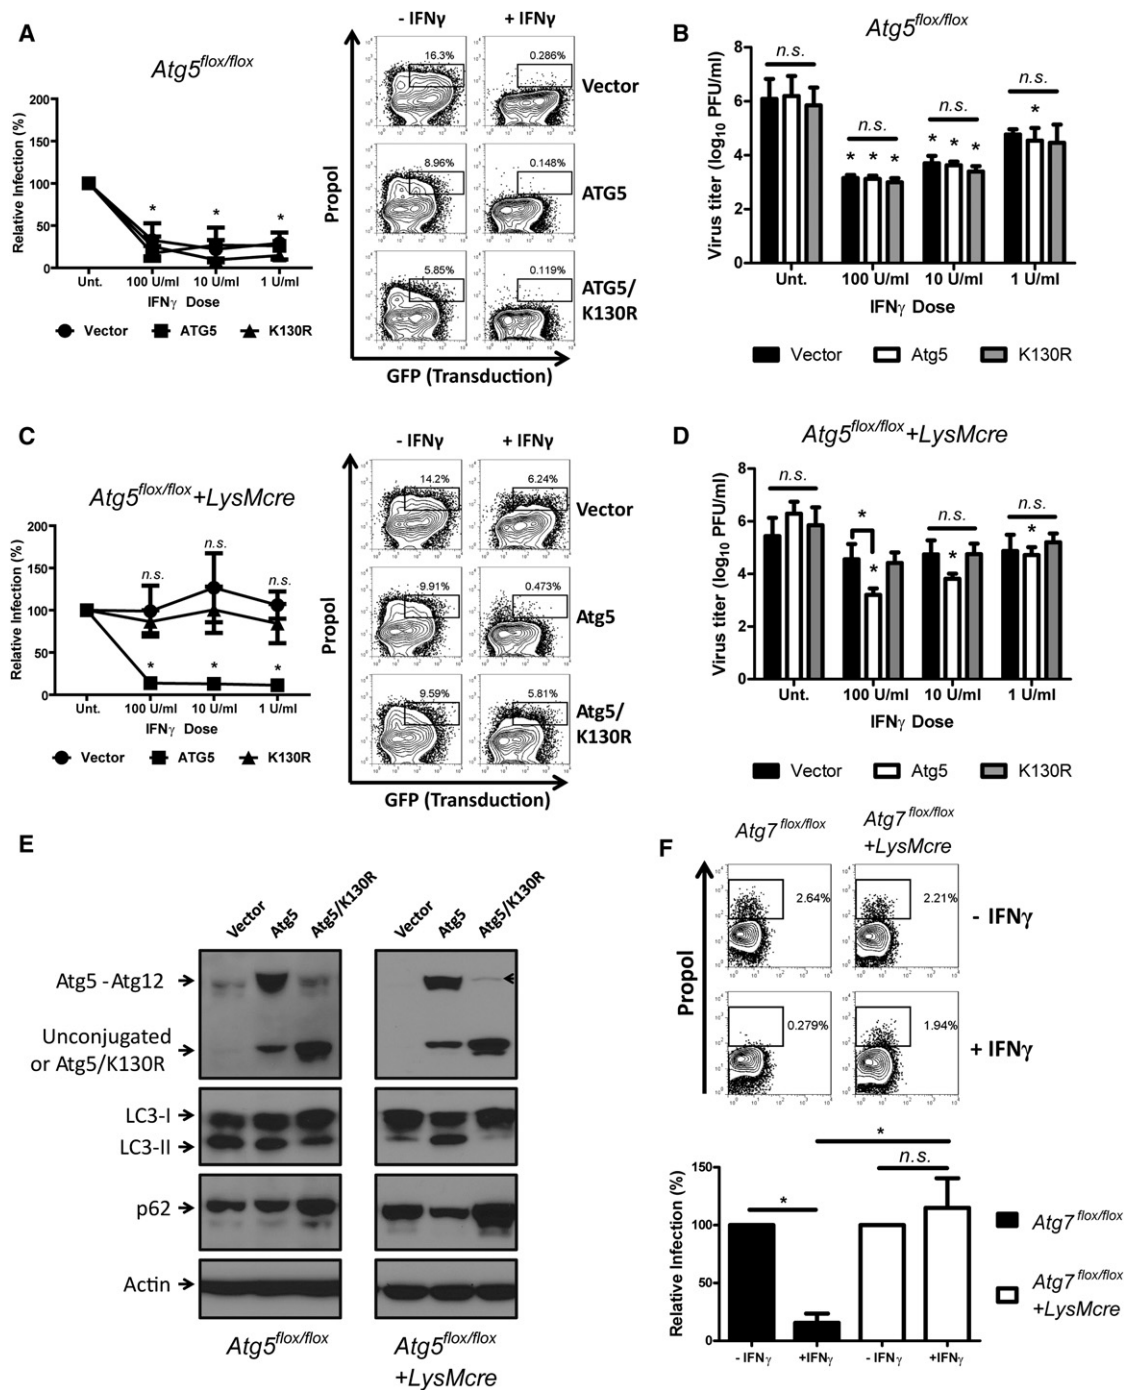 A
Atg5flox/flox
Relative Infection (%)
200
150
100
50
0
Unt.
100 U/ml
10 U/ml
1 U/ml
* * *
IFNγ Dose
Vector
ATG5
K130R
- IFNγ
+ IFNγ
16.3%
0.286%
Vector
8.96%
0.148%
ATG5
5.85%
0.119%
ATG5/
K130R
Propol
GFP (Transduction)
B
Atg5flox/flox
Virus titer (log10 PFU/ml)
8
6
4
2
0
n.s.
n.s.
* * *
n.s.
* * *
n.s.
*
Unt.
100 U/ml
10 U/ml
1 U/ml
IFNγ Dose
Vector
Atg5
K130R
C
Atg5flox/flox+LysMcre
Relative Infection (%)
200
150
100
50
0
n.s.
n.s.
n.s.
* * *
Unt.
100 U/ml
10 U/ml
1 U/ml
IFNγ Dose
Vector
ATG5
K130R
- IFNγ
+ IFNγ
14.2%
6.24%
Vector
9.91%
0.473%
Atg5
9.59%
5.81%
Atg5/
K130R
Propol
GFP (Transduction)
D
Atg5flox/flox+LysMcre
Virus titer (log10 PFU/ml)
8
6
4
2
0
n.s.
*
*
n.s.
*
n.s.
*
Unt.
100 U/ml
10 U/ml
1 U/ml
IFNγ Dose
Vector
Atg5
K130R
E
Vector
Atg5
Atg5/K130R
Vector
Atg5
Atg5/K130R
Atg5 -Atg12
Unconjugated
or Atg5/K130R
LC3-I
LC3-II
p62
Actin
Atg5flox/flox
Atg5flox/flox
+LysMcre
F
Atg7flox/flox
Atg7flox/flox
+LysMcre
2.64%
2.21%
- IFNγ
0.279%
1.94%
+ IFNγ
Propol
Relative Infection (%)
150
100
50
0
*
*
n.s.
- IFNγ
+IFNγ
- IFNγ
+IFNγ
Atg7flox/flox
Atg7flox/flox
+LysMcre